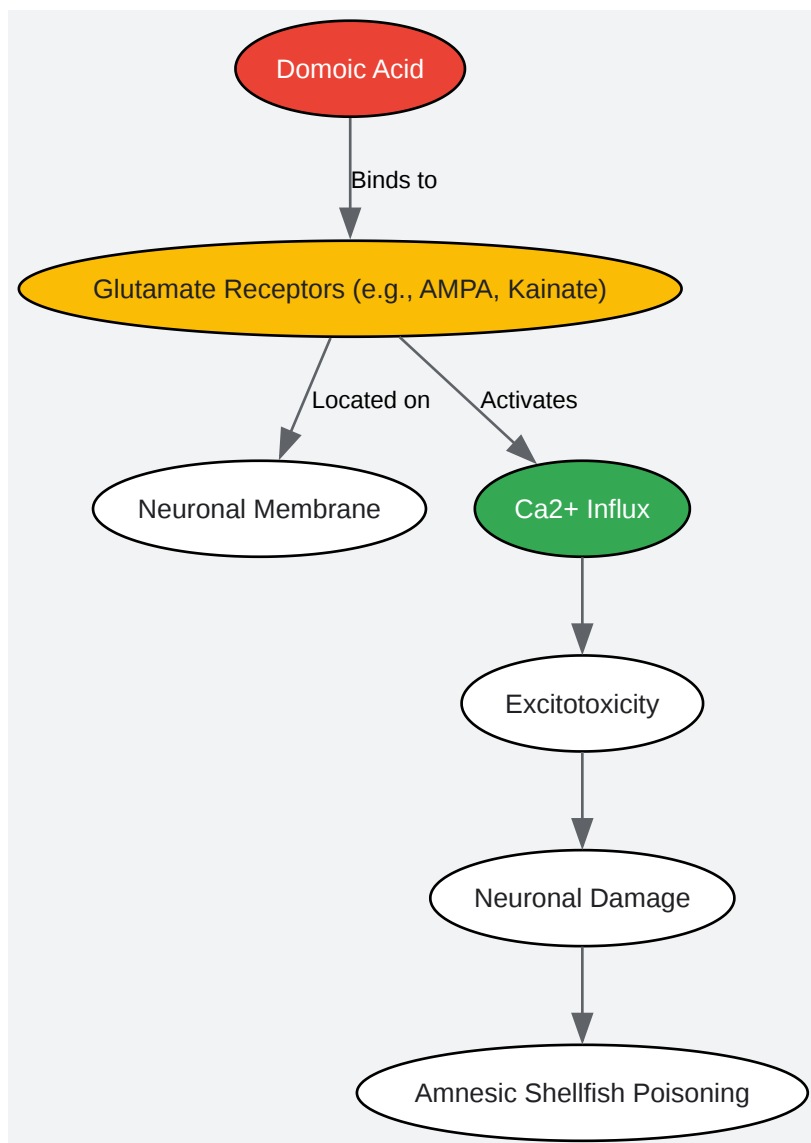 Domoic Acid
Binds to
Glutamate Receptors (e.g., AMPA, Kainate)
Located on
Activates
Neuronal Membrane
Ca2+ Influx
Excitotoxicity
Neuronal Damage
Amnesic Shellfish Poisoning